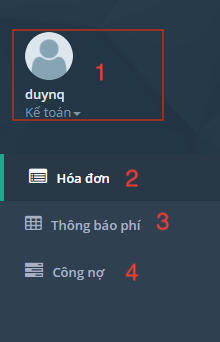 1
duynq
Kế toán
Hóa đơn 2
Thông báo phí 3
Công nợ 4